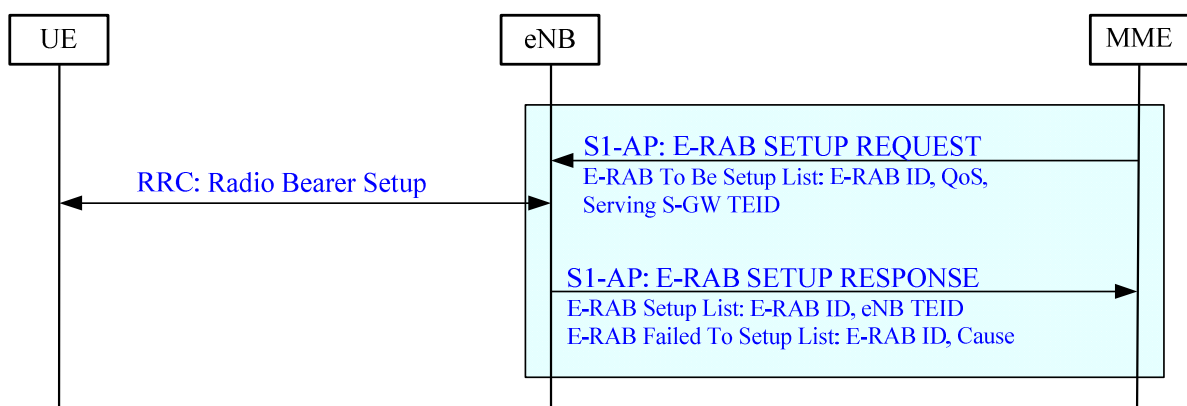 UE
eNB
MME
S1-AP: E-RAB SETUP REQUEST
E-RAB To Be Setup List: E-RAB ID, QoS,
Serving S-GW TEID
RRC: Radio Bearer Setup
S1-AP: E-RAB SETUP RESPONSE
E-RAB Setup List: E-RAB ID, eNB TEID
E-RAB Failed To Setup List: E-RAB ID, Cause